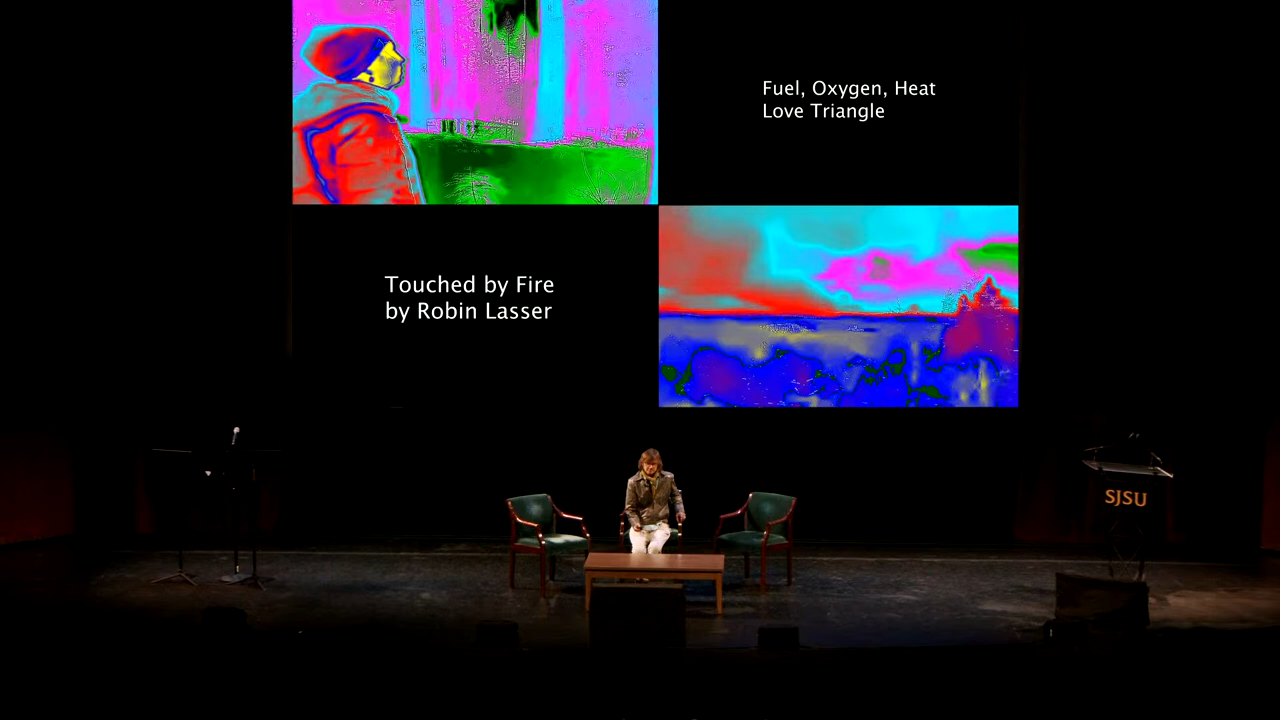 Fuel, Oxygen, Heat
Love Triangle
Touched by Fire
by Robin Lasser
SJSU